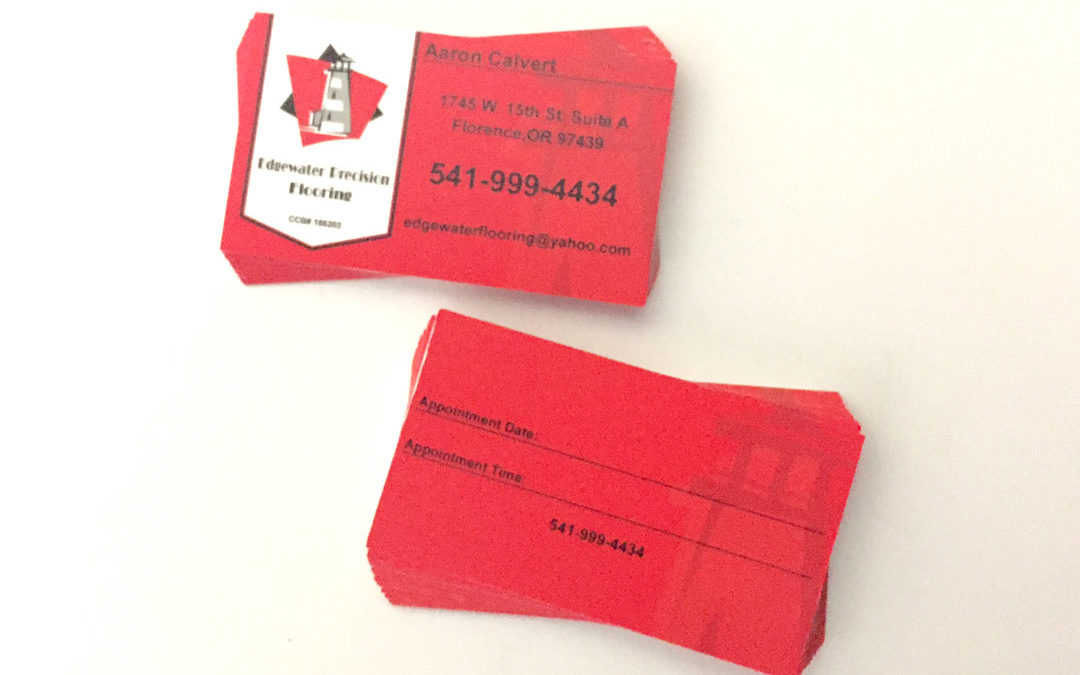 Edgewater Precision
Flooring
Aaron Calvert
1745 W. 15th St. Suite A
Florence,OR 97439
541-999-4434
edgewaterflooring@yahoo.com
Appointment Date:
Appointment Time:
541-999-4434